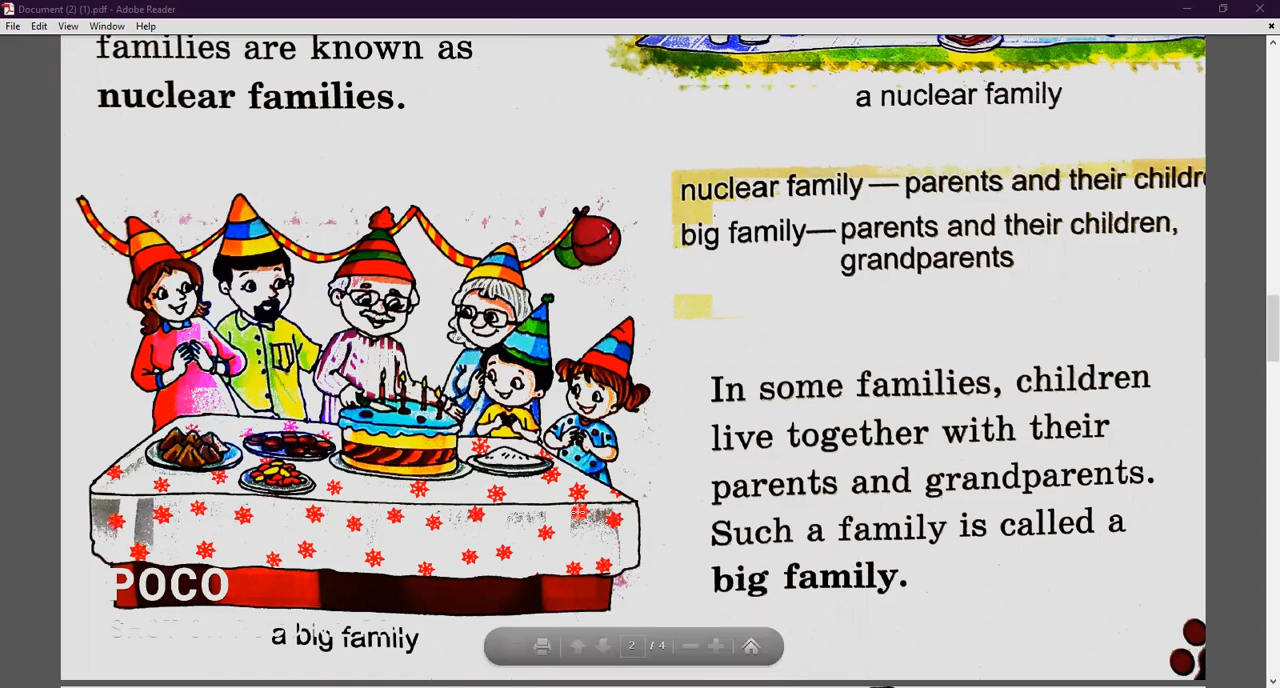 Document (2) (1).pdf - Adobe Reader
File Edit View Window Help
families are known as
nuclear families.
a nuclear family
nuclear family— parents and their childr
big family— parents and their children,
grandparents
In some families, children
live together with their
parents and grandparents.
Such a family is called a
big family.
POCO
a big family
2 / 4